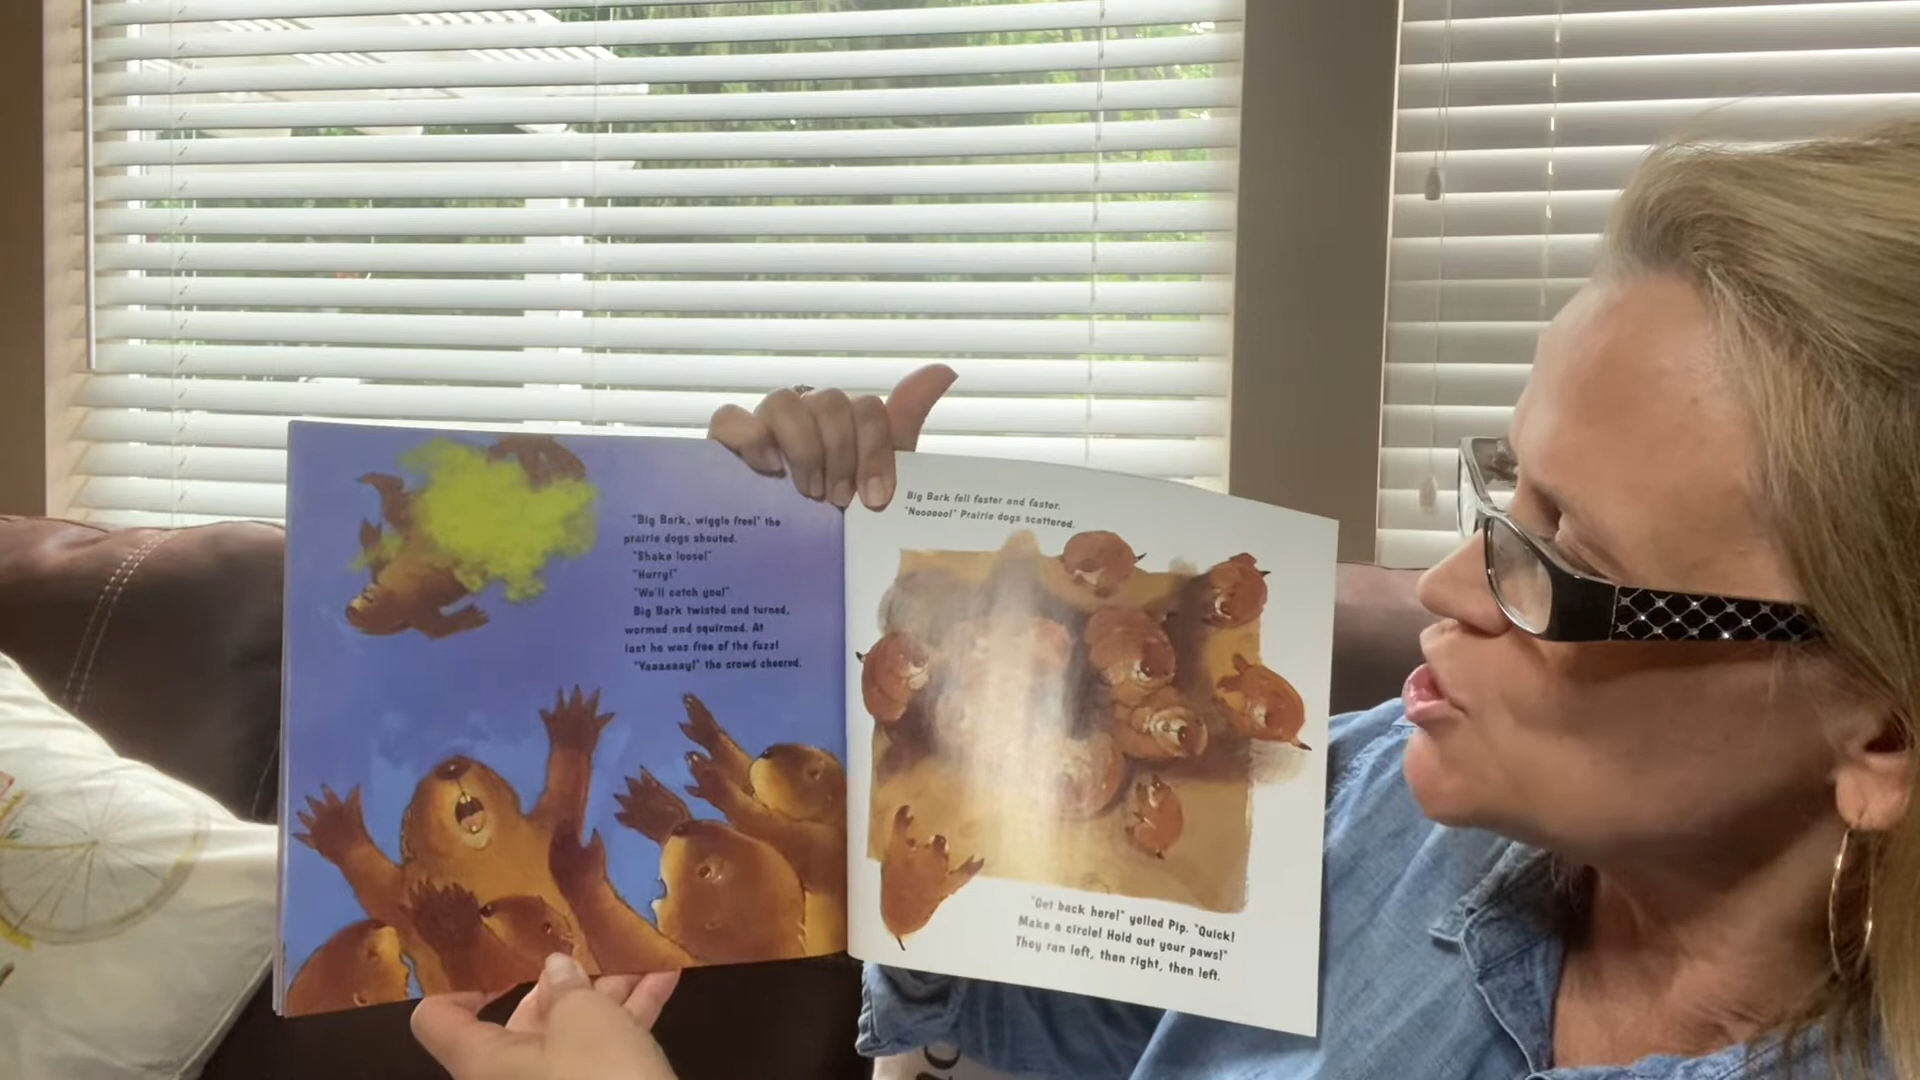 "Big Bark, wiggle free!" the
prairie dogs shouted.
"Shake loose!"
"Hurry!"
"We'll catch you!"
Big Bark twisted and turned,
wormed and squirmed. At
last he was free of the fuzz!
"Yaaaaaay!" the crowd cheered.
Big Bark fell faster and faster.
"Noooooo!" Prairie dogs scattered.
"Get back here!" yelled Pip. "Quick!
Make a circle! Hold out your paws!"
They ran left, then right, then left.